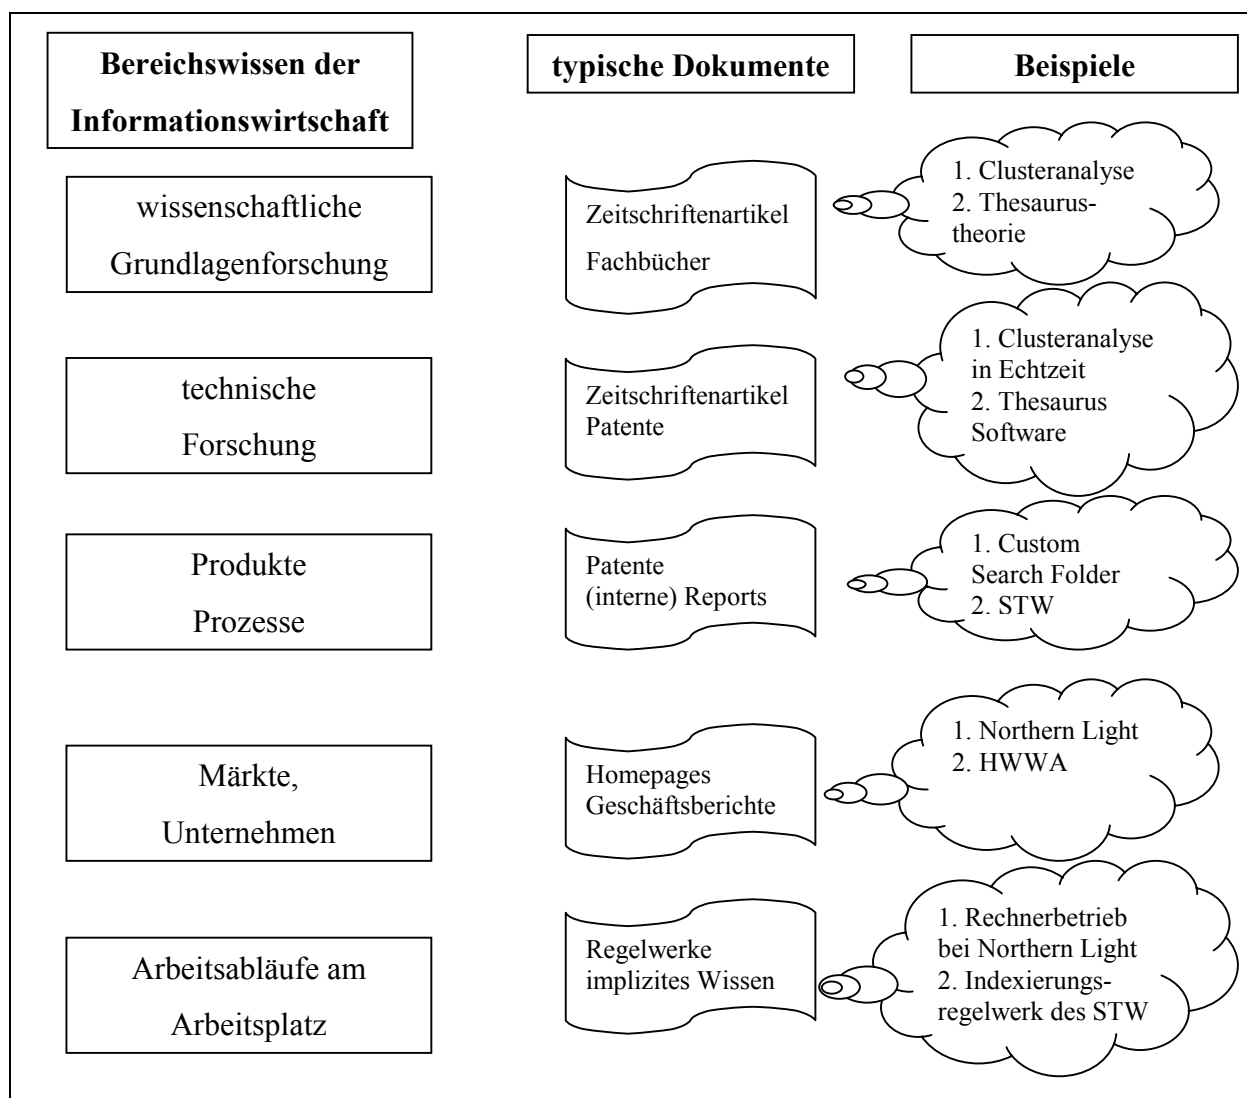 Bereichswissen der
Informationswirtschaft
typische Dokumente
Beispiele
wissenschaftliche
Grundlagenforschung
Zeitschriftenartikel
Fachbücher
1. Clusteranalyse
2. Thesaurus-
theorie
technische
Forschung
Zeitschriftenartikel
Patente
1. Clusteranalyse
in Echtzeit
2. Thesaurus
Software
Produkte
Prozesse
Patente
(interne) Reports
1. Custom
Search Folder
2. STW
Märkte,
Unternehmen
Homepages
Geschäftsberichte
1. Northern Light
2. HWWA
Arbeitsabläufe am
Arbeitsplatz
Regelwerke
implizites Wissen
1. Rechnerbetrieb
bei Northern Light
2. Indexierungs-
regelwerk des STW